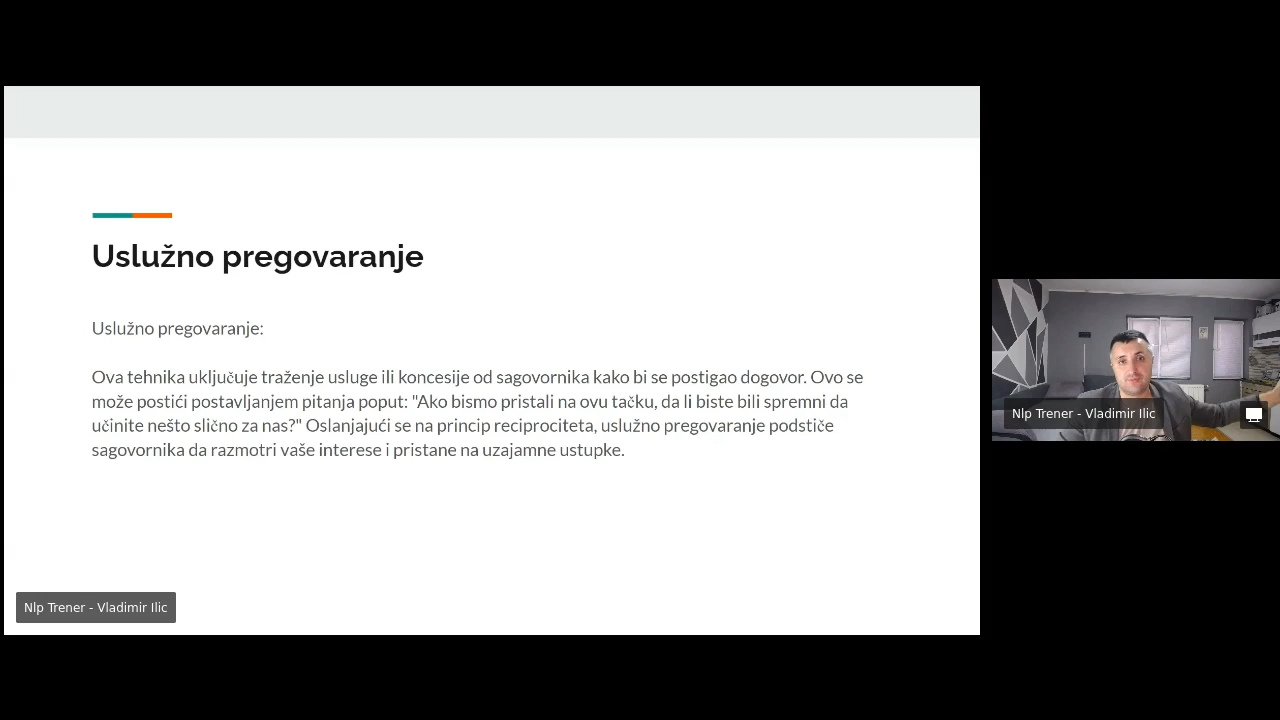 Uslužno pregovaranje
Uslužno pregovaranje:
Ova tehnika uključuje traženje usluge ili koncesije od sagovornika kako bi se postigao dogovor. Ovo se
može postići postavljanjem pitanja poput: "Ako bismo pristali na ovu tačku, da li biste bili spremni da
učinite nešto slično za nas?" Oslanjajući se na princip reciprociteta, uslužno pregovaranje podstiče
sagovornika da razmotri vaše interese i pristane na uzajamne ustupke.
Nlp Trener - Vladimir Ilic
Nlp Trener - Vladimir Ilic